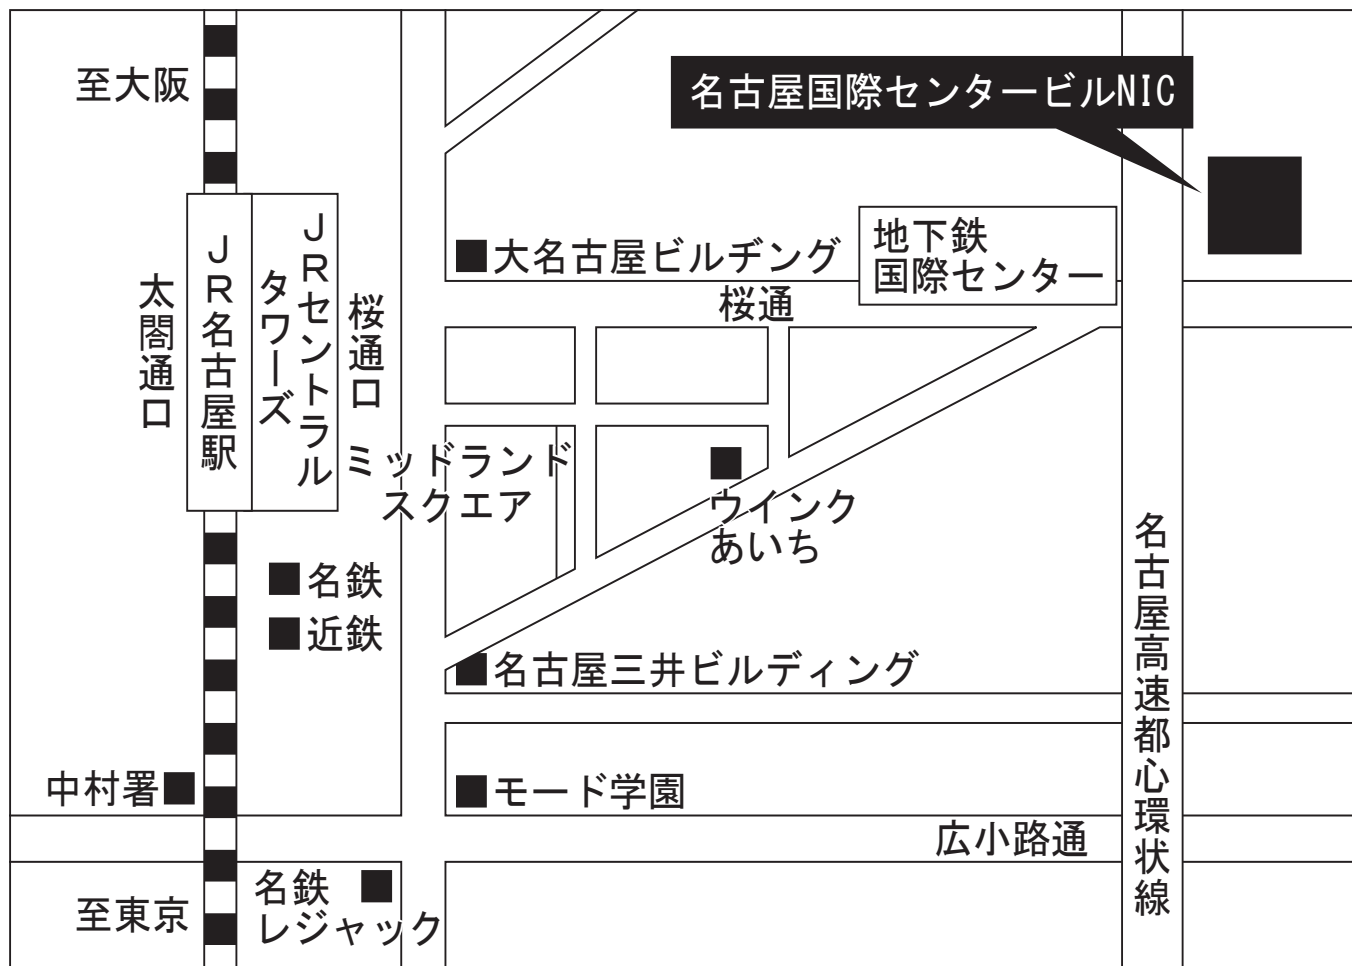 至大阪
名古屋国際センタービルNIC
JR名古屋駅
JRセントラル
タワーズ
太閤通口
桜通口
大名古屋ビルヂング
地下鉄
国際センター
桜通
ミッドランド
スクエア
ウインク
あいち
名鉄
近鉄
名古屋三井ビルディング
名古屋高速都心環状線
中村署
モード学園
広小路通
至東京
名鉄
レジャック